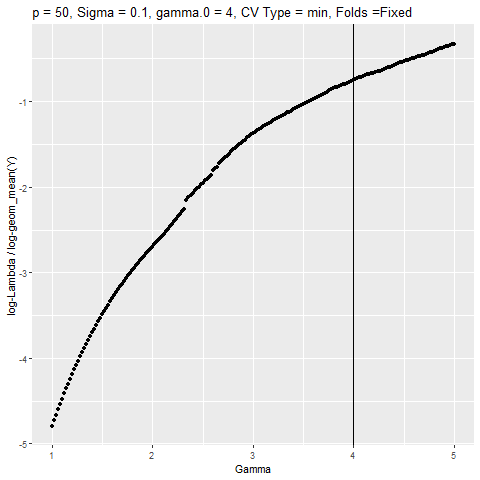 p = 50, Sigma = 0.1, gamma.0 = 4, CV Type = min, Folds =Fixed
log-Lambda / log-geom_mean(Y)
-1
-2
-3
-4
-5
1 2 3 4 5
Gamma